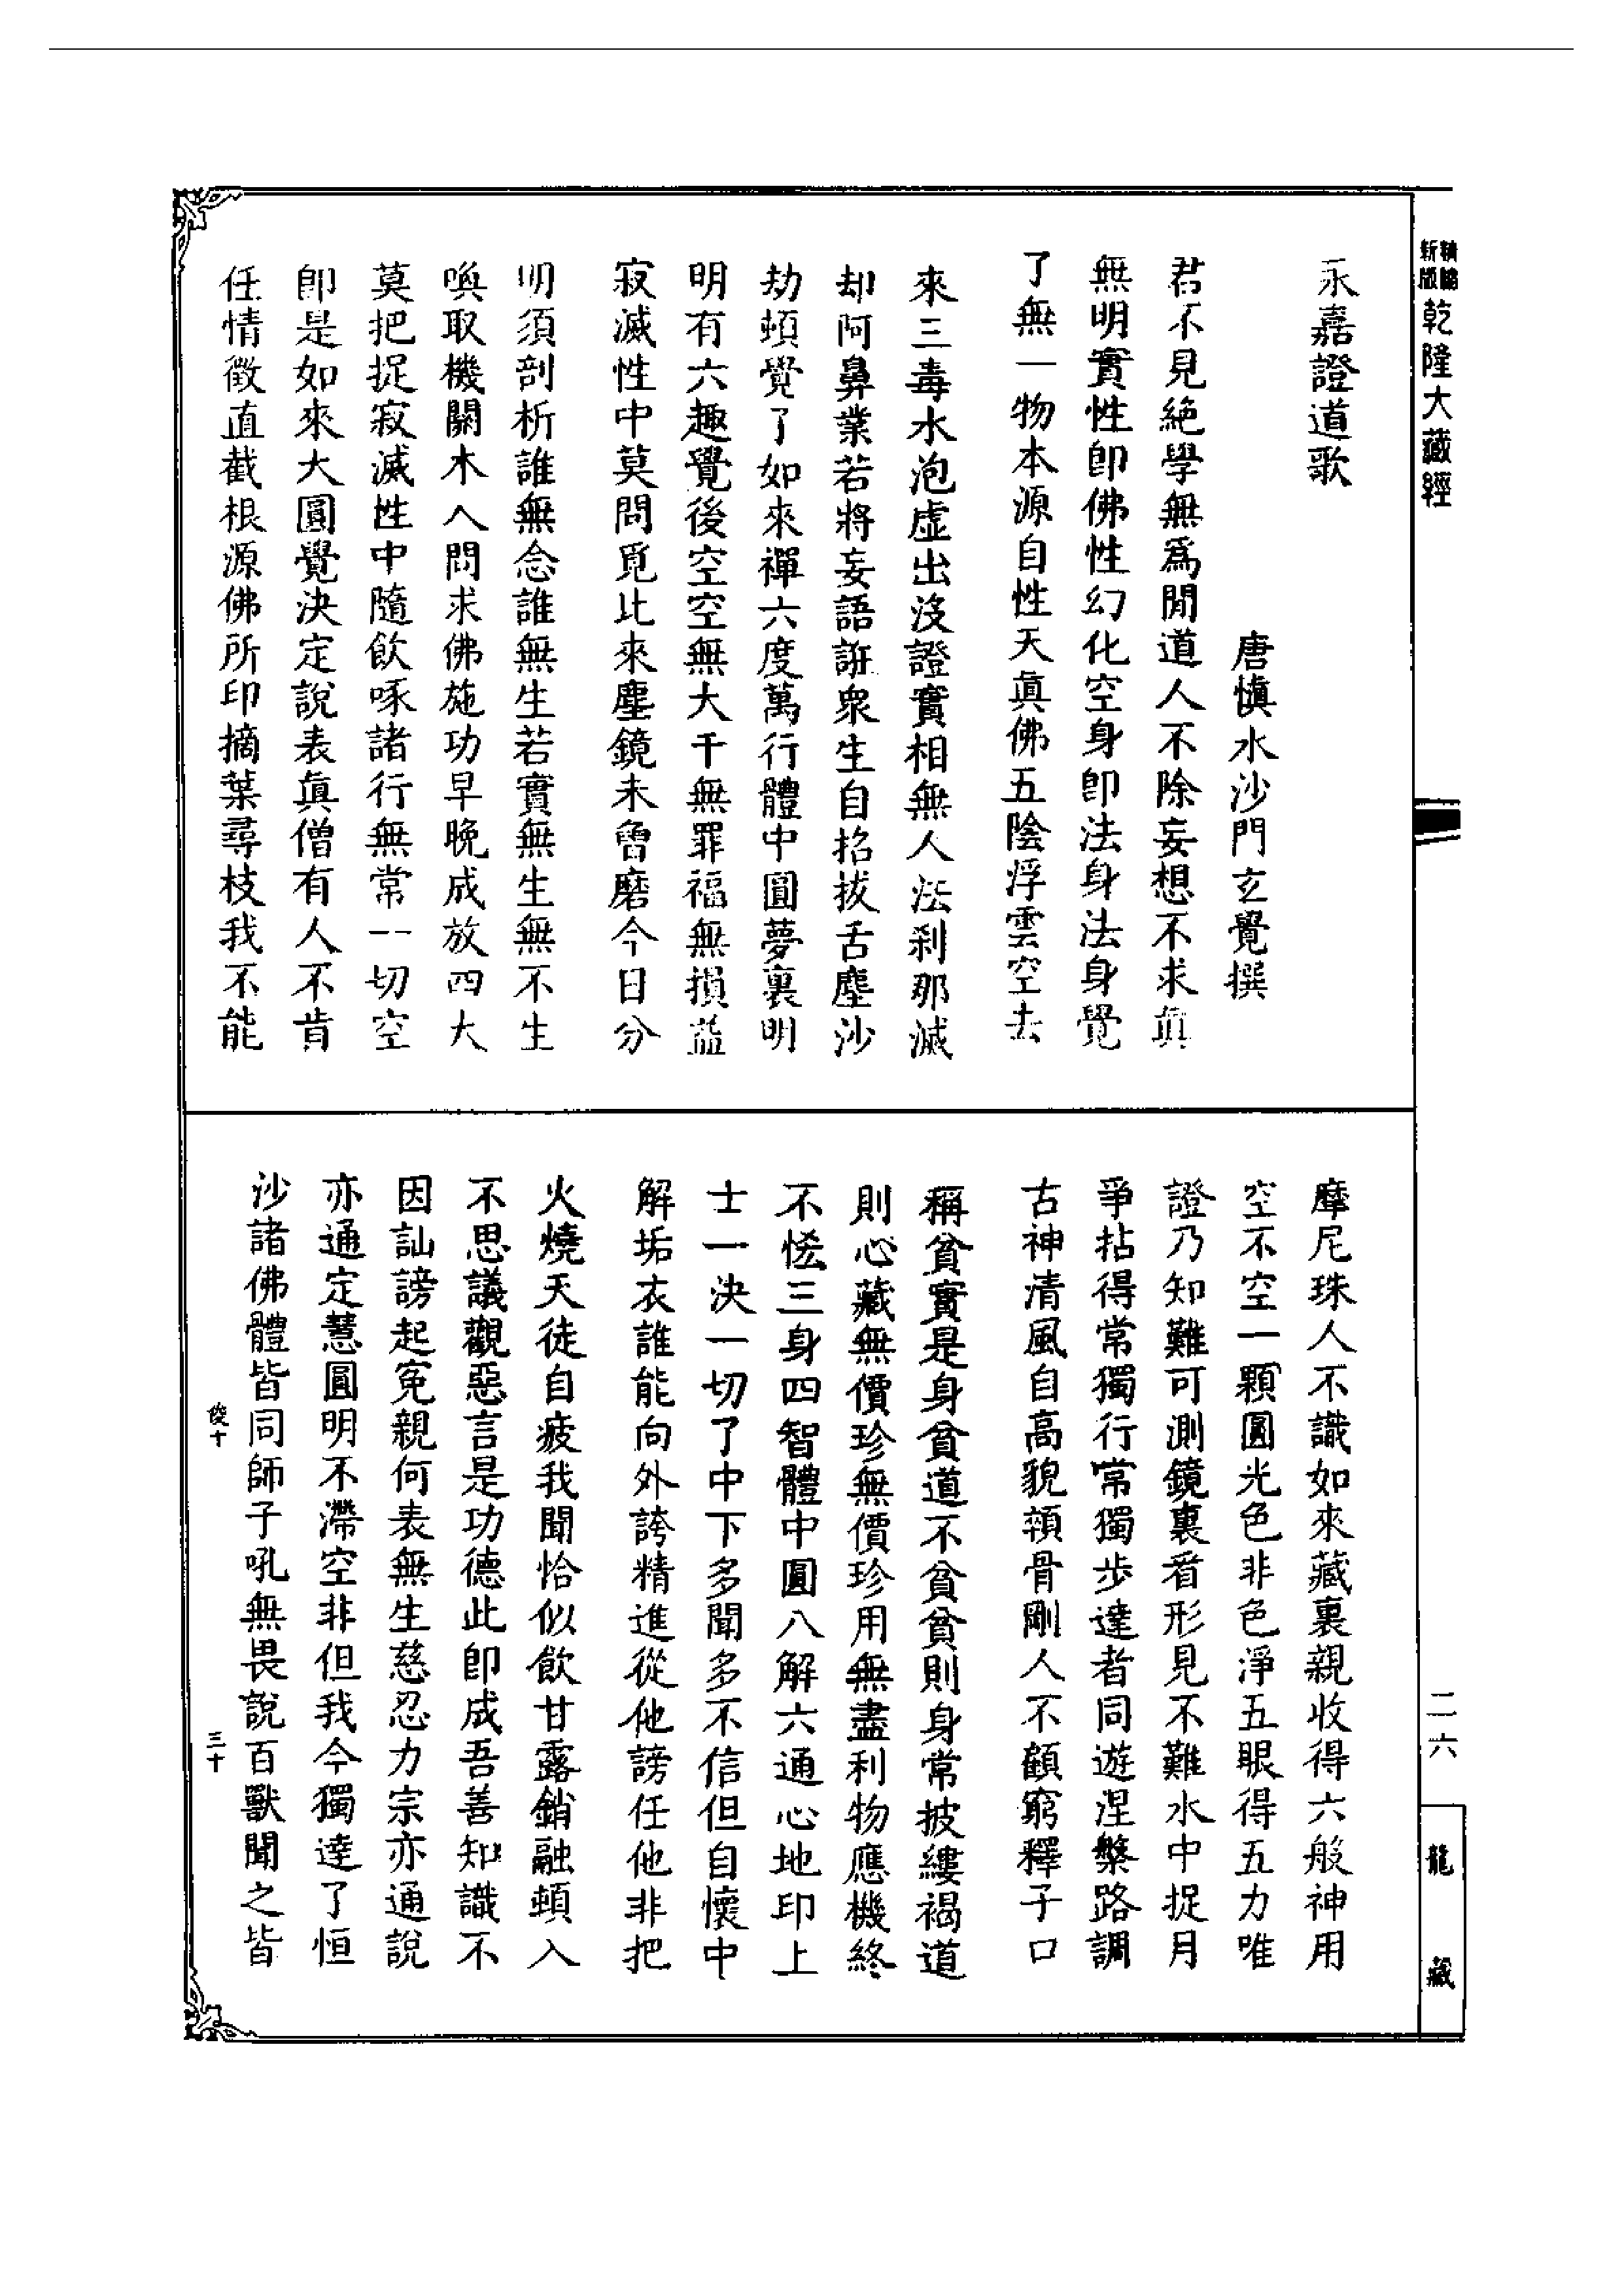 精縮新版乾隆大藏經
永嘉證道歌
唐慎水沙門玄覺撰
君不見絕學無爲閒道人不除妄想不求眞
無明實性卽佛性幻化空身卽法身法身覺
了無一物本源自性天眞佛五陰浮雲空去
來三毒水泡虛出沒證實相無人法剎那滅
却阿鼻業若將妄語誑衆生自招拔舌塵沙
劫頓覺了如來禪六度萬行體中圓夢裏明
明有六趣覺後空空無大千無罪福無損益
寂滅性中莫問覓比來塵鏡未曾磨今日分
明須剖析誰無念誰無生若實無生無不生
喚取機關木人問求佛施功早晚成放四大
莫把捉寂滅性中隨飲啄諸行無常一切空
卽是如來大圓覺決定說表眞僧有人不肯
任情徵直截根源佛所印摘葉尋枝我不能
摩尼珠人不識如來藏裏親收得六般神用
空不空一顆圓光色非色淨五眼得五力唯
證乃知難可測鏡裏看形見不難水中捉月
爭拈得常獨行常獨步達者同遊涅槃路調
古神清風自高貌顇骨剛人不顧窮釋子口
稱貧實是身貧道不貧貧則身常披縷褐道
則心藏無價珍無價珍用無盡利物應機終
不恡三身四智體中圓八解六通心地印上
士一決一切了中下多聞多不信但自懷中
解垢衣誰能向外誇精進從他謗任他非把
火燒天徒自疲我聞恰似飲甘露銷融頓入
不思議觀惡言是功德此卽成吾善知識不
因訕謗起冤親何表無生慈忍力宗亦通說
亦通定慧圓明不滯空非但我今獨達了恒
沙諸佛體皆同師子吼無畏說百獸聞之皆
俊十
三十
二六
龍藏